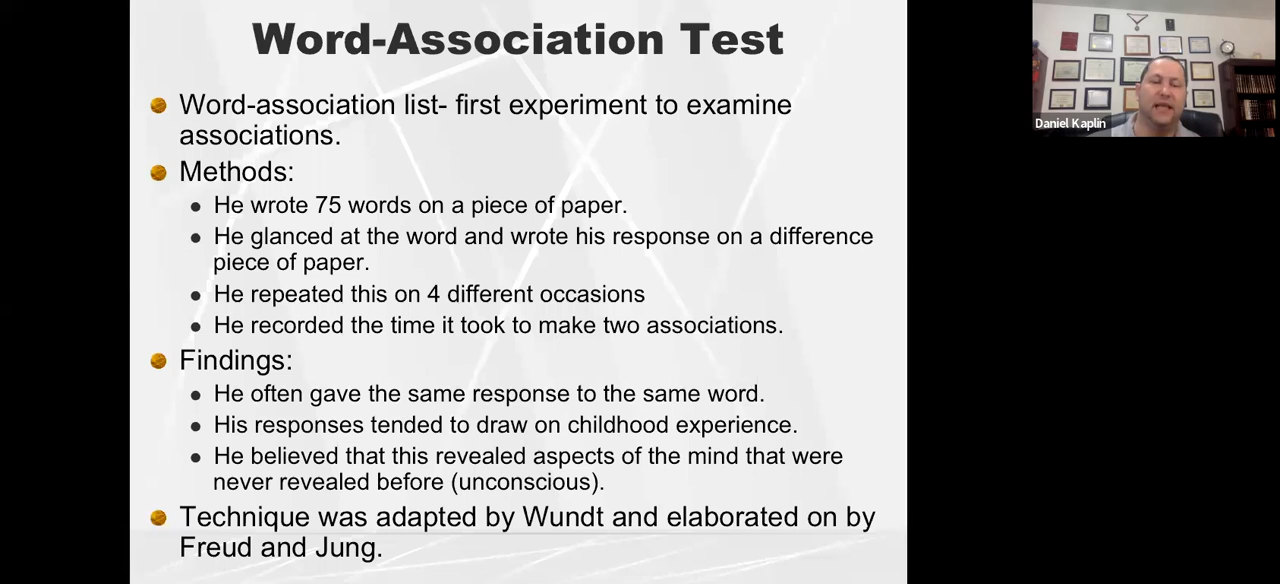 Word-Association Test
Word-association list- first experiment to examine
associations.
Methods:
He wrote 75 words on a piece of paper.
He glanced at the word and wrote his response on a difference
piece of paper.
He repeated this on 4 different occasions
He recorded the time it took to make two associations.
Findings:
He often gave the same response to the same word.
His responses tended to draw on childhood experience.
He believed that this revealed aspects of the mind that were
never revealed before (unconscious).
Technique was adapted by Wundt and elaborated on by
Freud and Jung.
Daniel Kaplin